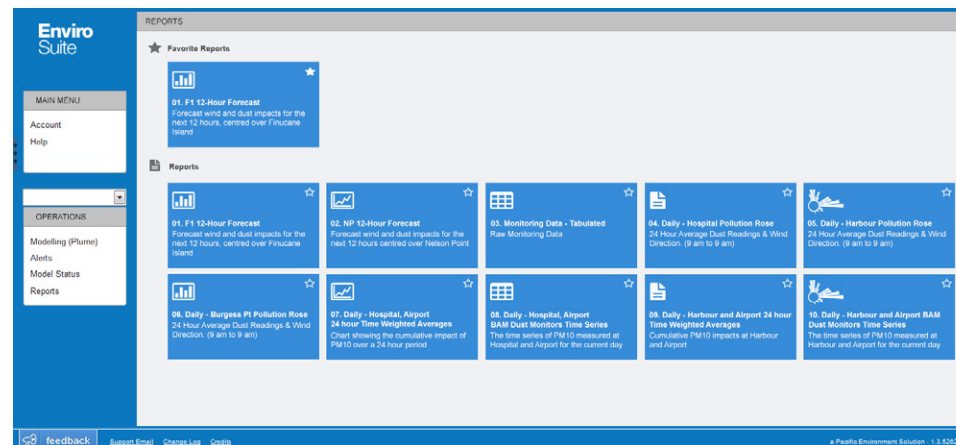 Enviro
Suite
REPORTS
Favorite Reports
01. F1 12-Hour Forecast
Forecast wind and dust impacts for the
next 12 hours, centred over Finucane
Island
MAIN MENU
Account
Help
Reports
01. F1 12-Hour Forecast
Forecast wind and dust impacts for the
next 12 hours, centred over Finucane
Island
02. NP 12-Hour Forecast
Forecast wind and dust impacts for the
next 12 hours centred over Nelson Point
03. Monitoring Data - Tabulated
Raw Monitoring Data
04. Daily - Hospital Pollution Rose
24 Hour Average Dust Readings & Wind
Direction. (9 am to 9 am)
05. Daily - Harbour Pollution Rose
24 Hour Average Dust Readings & Wind
Direction. (9 am to 9 am)
OPERATIONS
Modelling (Plume)
Alerts
Model Status
Reports
06. Daily - Burgess Pt Pollution Rose
24 Hour Average Dust Readings & Wind
Direction. (9 am to 9 am)
07. Daily - Hospital, Airport
24 hour Time Weighted Averages
Chart showing the cumulative impact of
PM10 over a 24 hour period
08. Daily - Hospital, Airport
BAM Dust Monitors Time Series
The time series of PM10 measured at
Hospital and Airport for the current day
09. Daily - Harbour and Airport 24 hour
Time Weighted Averages
Cumulative PM10 impacts at Harbour
and Airport
10. Daily - Harbour and Airport BAM
Dust Monitors Time Series
The time series of PM10 measured at
Harbour and Airport for the current day
feedback
Support Email Change Log Credits
a Pacific Environment Solution - 1.3.5262